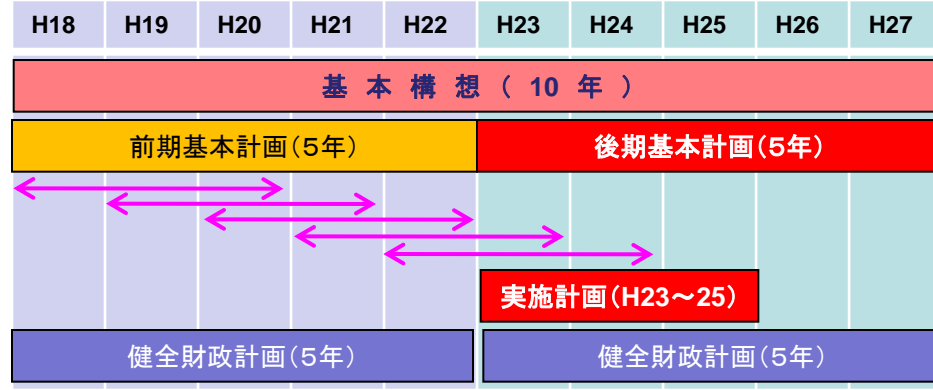 H18 H19 H20 H21 H22 H23 H24 H25 H26 H27
基本構想(10年)
前期基本計画(5年) 後期基本計画(5年)
実施計画(H23～25)
健全財政計画(5年) 健全財政計画(5年)